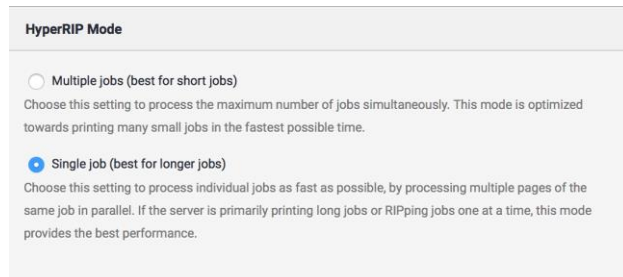 HyperRIP Mode
Multiple jobs (best for short jobs)
Choose this setting to process the maximum number of jobs simultaneously. This mode is optimized
towards printing many small jobs in the fastest possible time.
Single job (best for longer jobs)
Choose this setting to process individual jobs as fast as possible, by processing multiple pages of the
same job in parallel. If the server is primarily printing long jobs or RIPping jobs one at a time, this mode
provides the best performance.